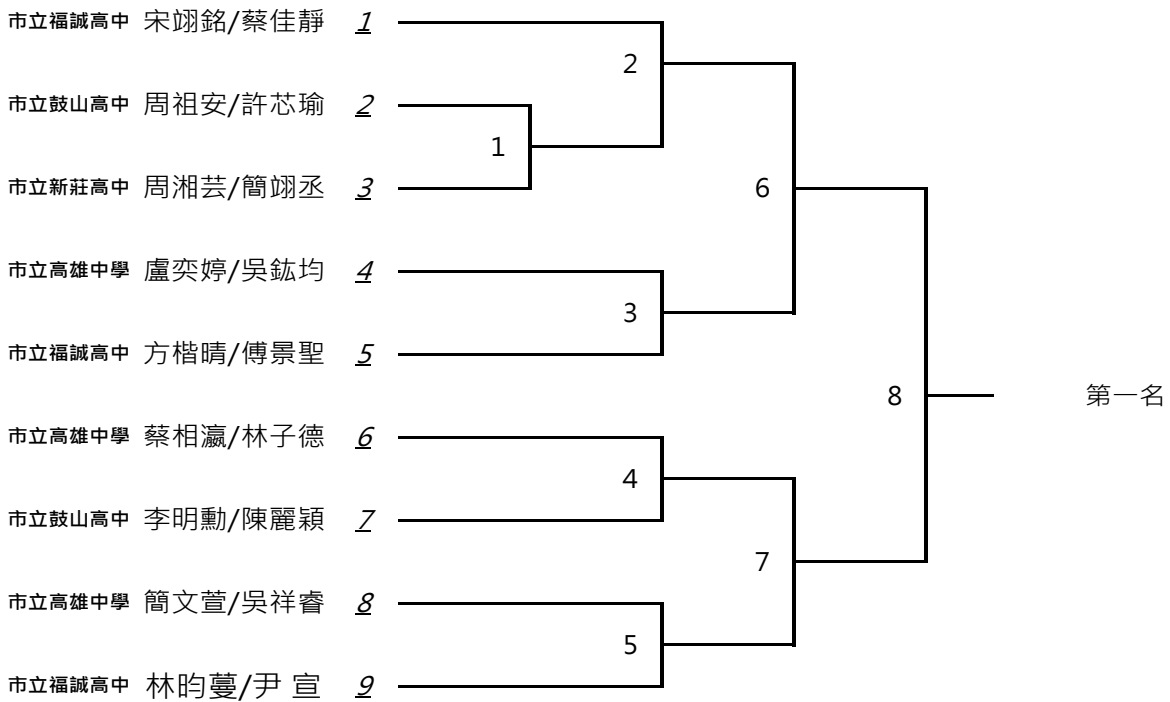 市立福誠高中 宋翊銘/蔡佳靜 1
2
市立鼓山高中 周祖安/許芯瑜 2
1
市立新莊高中 周湘芸/簡翊丞 3
6
市立高雄中學 盧奕婷/吳鈜均 4
3
市立福誠高中 方楷晴/傅景聖 5
8 第一名
市立高雄中學 蔡相瀛/林子德 6
4
市立鼓山高中 李明勳/陳麗穎 7
7
市立高雄中學 簡文萱/吳祥睿 8
5
市立福誠高中 林昀蔓/尹 宣 9